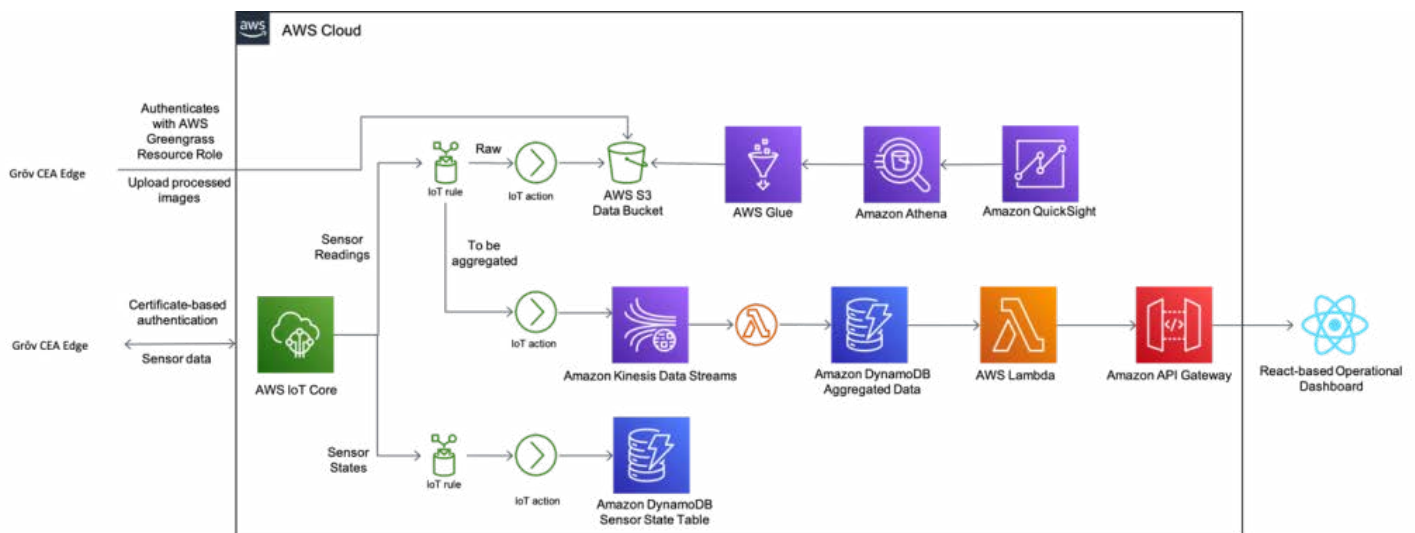 aws
AWS Cloud
Authenticates
with AWS
Greengrass
Resource Role
Grōv CEA Edge
Upload processed
images
IoT rule
Raw
IoT action
AWS S3
Data Bucket
AWS Glue
Amazon Athena
Amazon QuickSight
Sensor
Readings
To be
aggregated
Certificate-based
authentication
Grōv CEA Edge
Sensor data
AWS IoT Core
IoT action
Amazon Kinesis Data Streams
Amazon DynamoDB
Aggregated Data
AWS Lambda
Amazon API Gateway
React-based Operational
Dashboard
Sensor
States
IoT rule
IoT action
Amazon DynamoDB
Sensor State Table